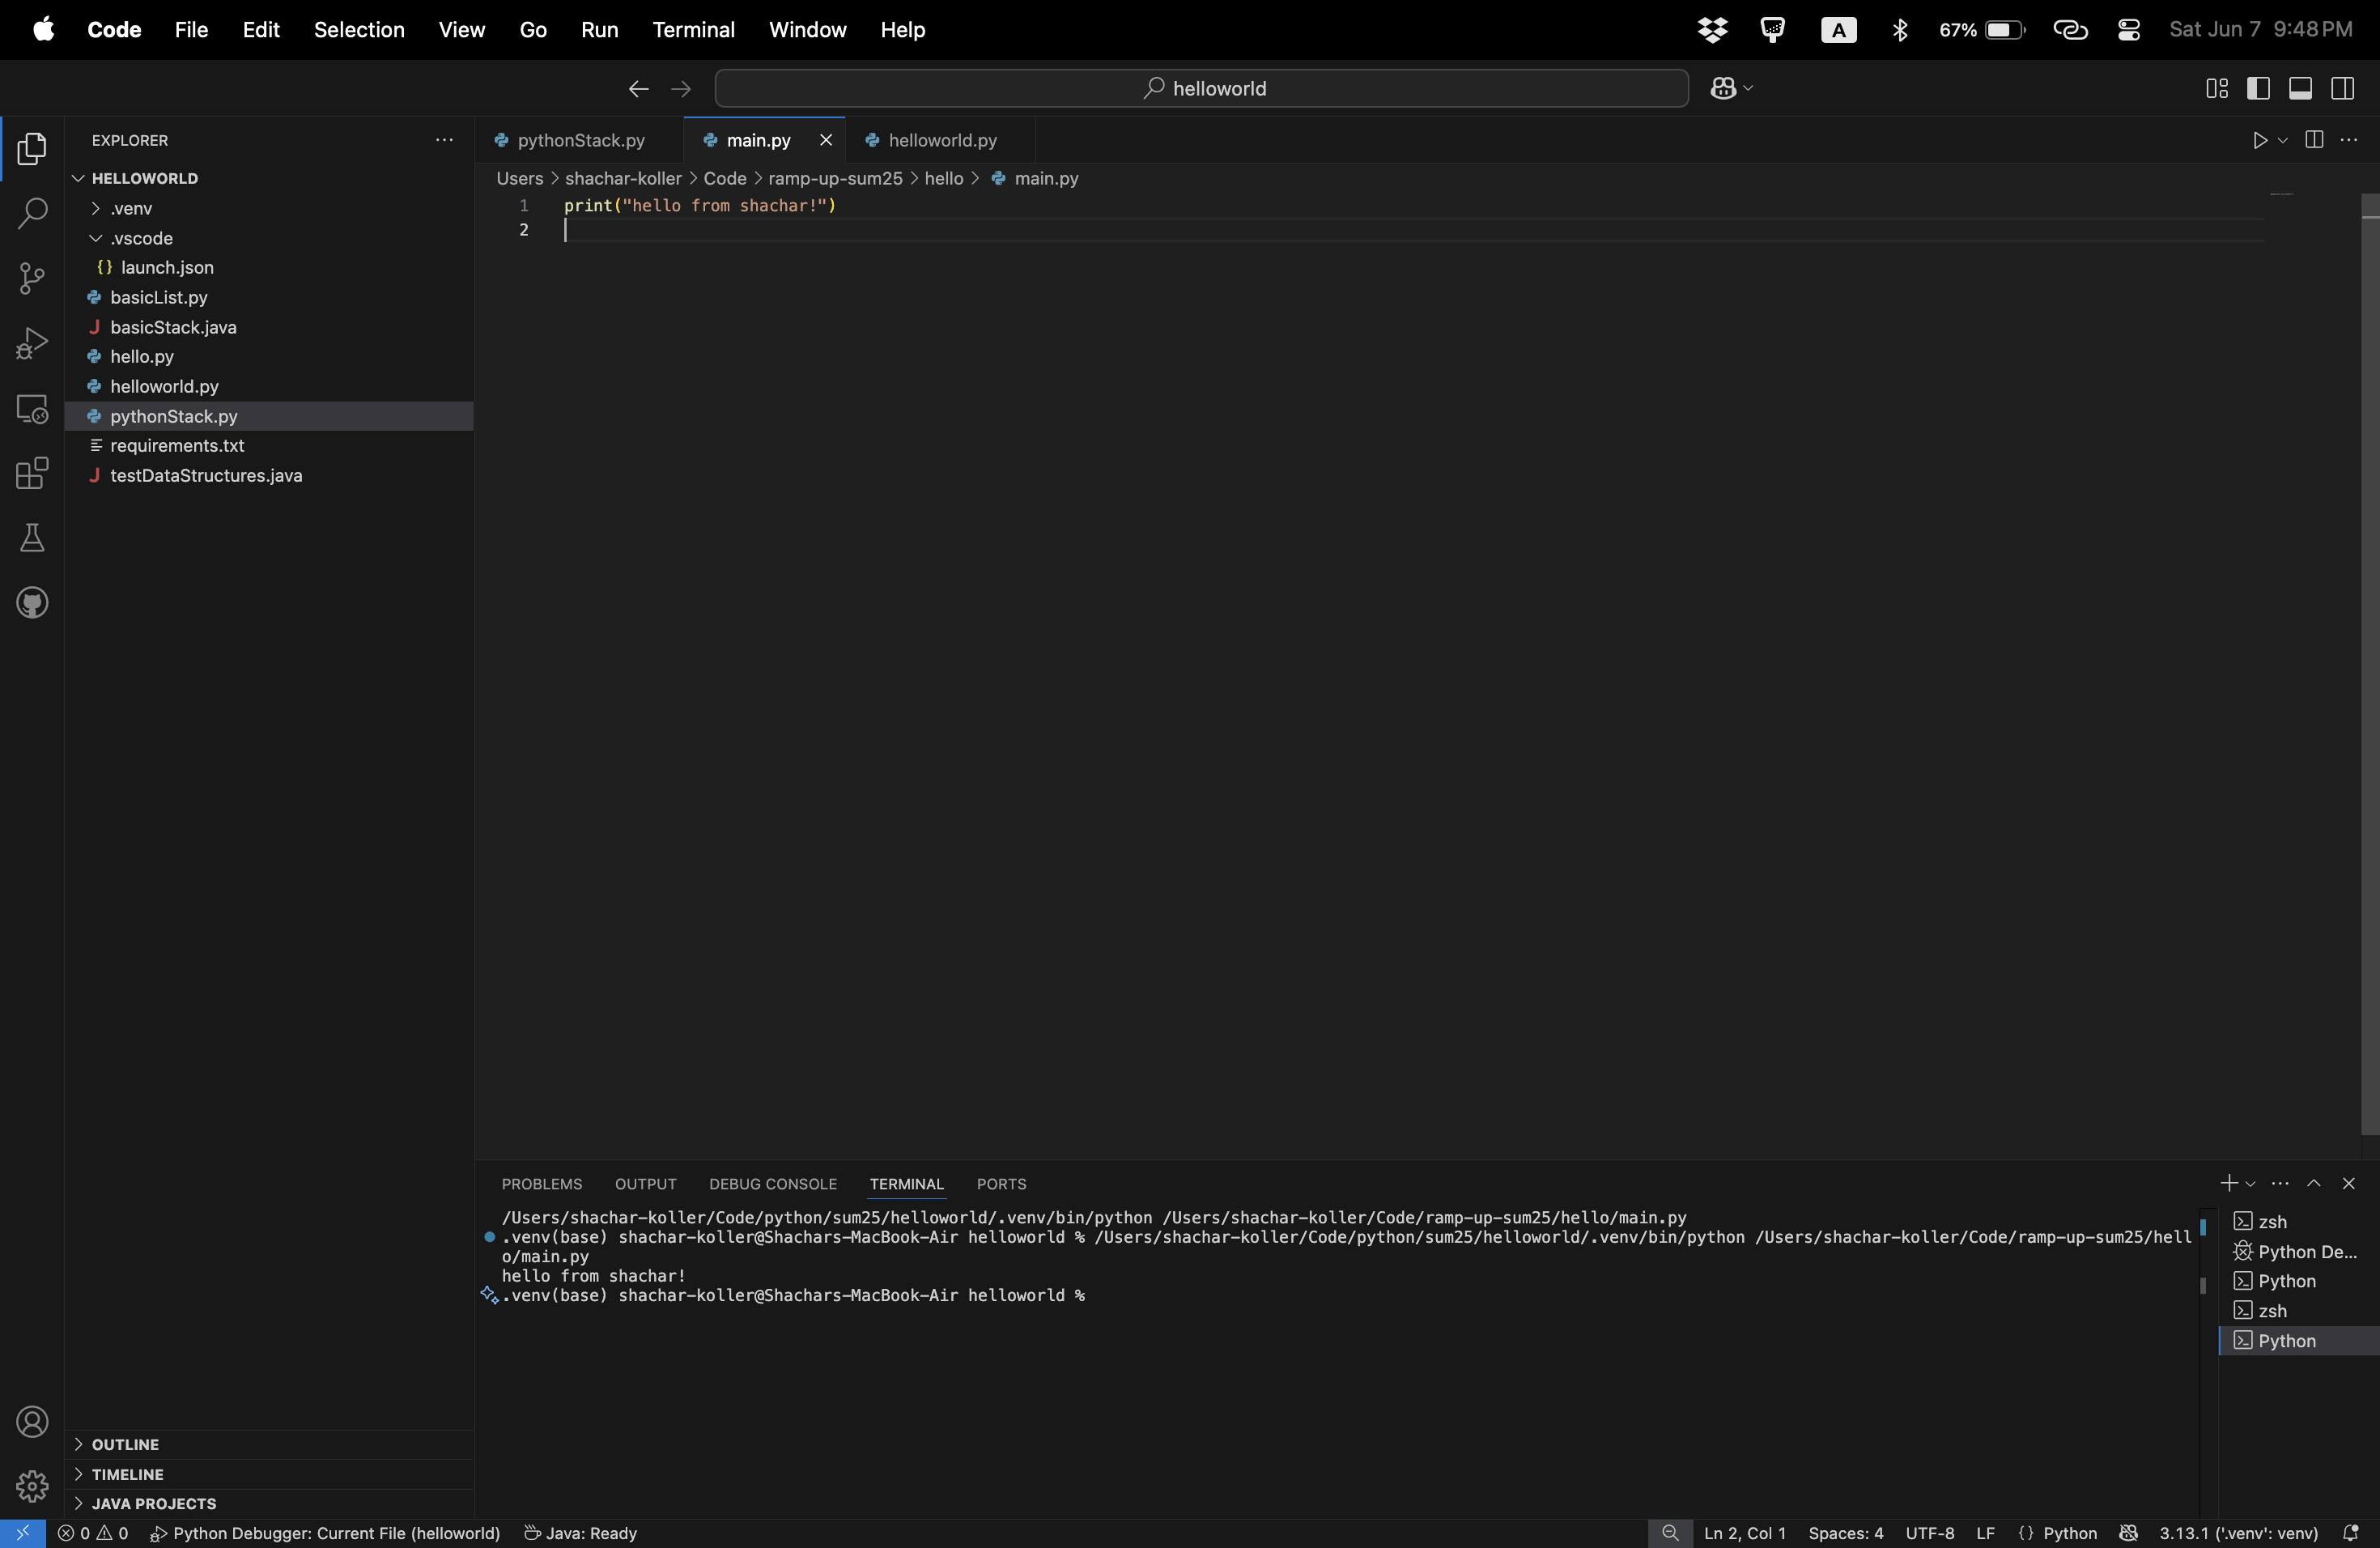 Code File Edit Selection View Go Run Terminal Window Help A 67% Sat Jun 7 9:48 PM
helloworld
EXPLORER
HELLOWORLD
.venv
.vscode
{} launch.json
basicList.py
J basicStack.java
hello.py
helloworld.py
pythonStack.py
requirements.txt
J testDataStructures.java
OUTLINE
TIMELINE
JAVA PROJECTS
pythonStack.py main.py helloworld.py
Users > shachar-koller > Code > ramp-up-sum25 > hello > main.py
1 print("hello from shachar!")
2
PROBLEMS OUTPUT DEBUG CONSOLE TERMINAL PORTS
/Users/shachar-koller/Code/python/sum25/helloworld/.venv/bin/python /Users/shachar-koller/Code/ramp-up-sum25/hello/main.py
.venv(base) shachar-koller@Shachars-MacBook-Air helloworld % /Users/shachar-koller/Code/python/sum25/helloworld/.venv/bin/python /Users/shachar-koller/Code/ramp-up-sum25/hell
o/main.py
hello from shachar!
.venv(base) shachar-koller@Shachars-MacBook-Air helloworld %
zsh
Python De...
Python
zsh
Python
0 0 Python Debugger: Current File (helloworld) Java: Ready Ln 2, Col 1 Spaces: 4 UTF-8 LF {} Python 3.13.1 ('.venv': venv)